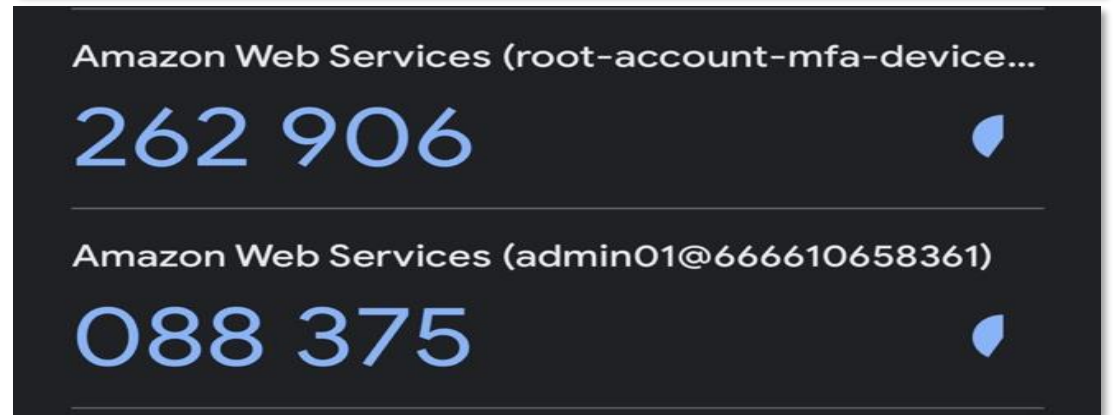 Amazon Web Services (root-account-mfa-device...
262 906
Amazon Web Services (admin01@666610658361)
088 375